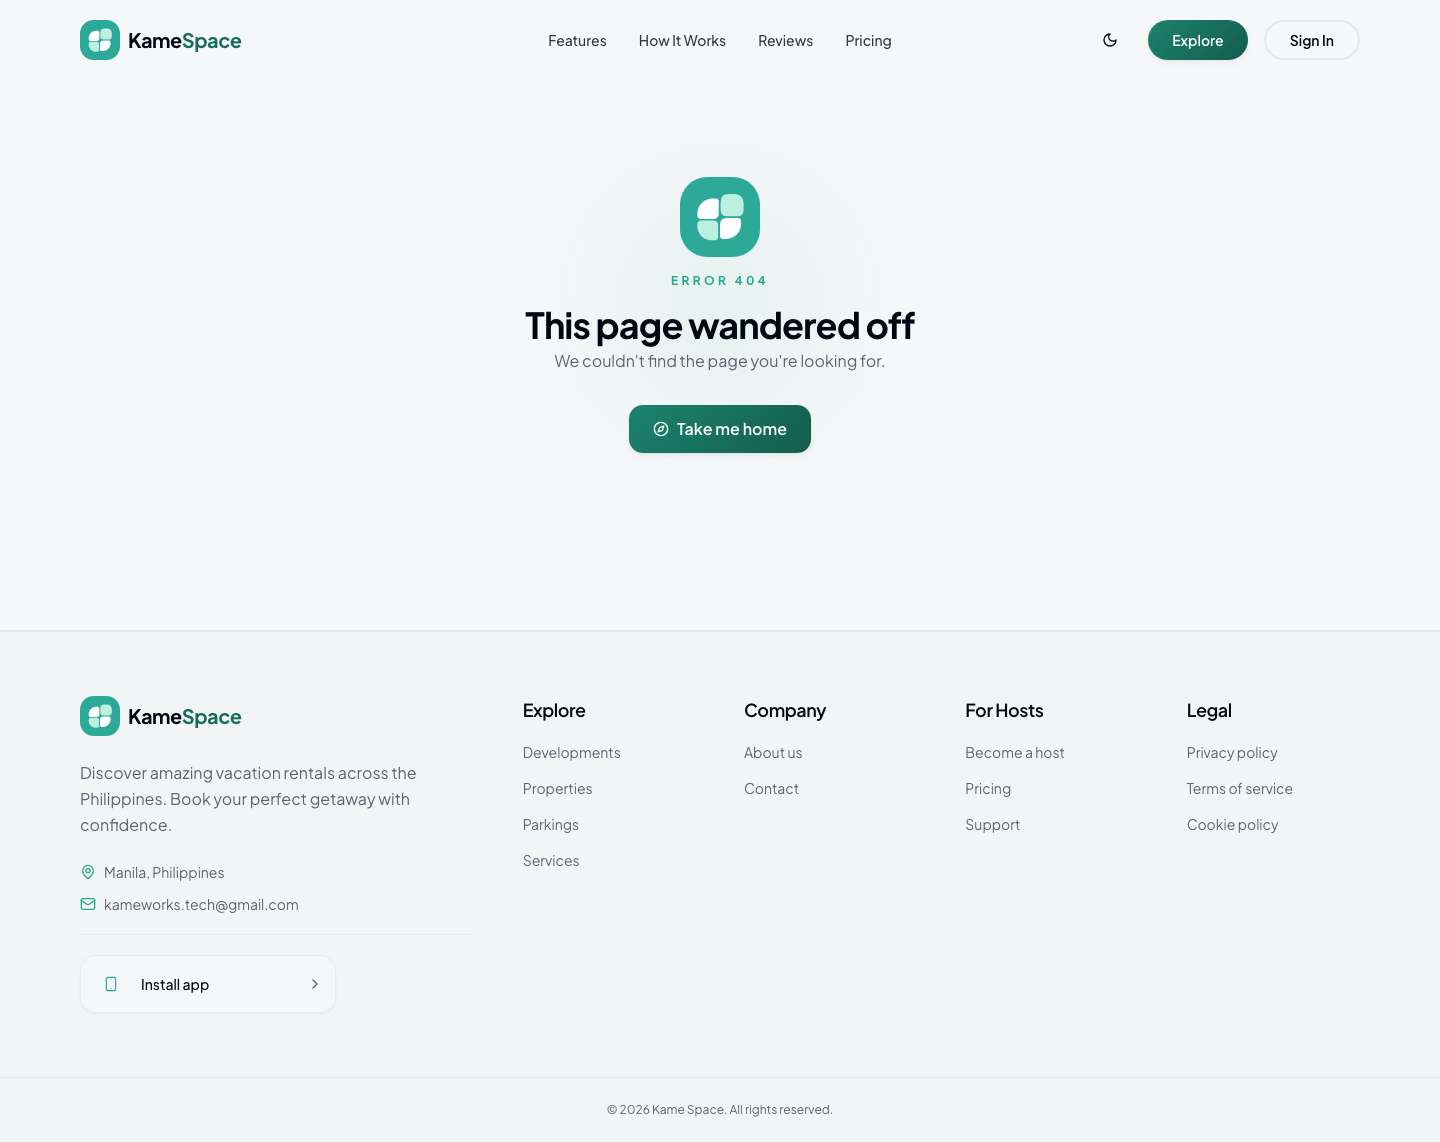 KameSpace
Features
How It Works
Reviews
Pricing
Explore
Sign In
ERROR 404
This page wandered off
We couldn't find the page you're looking for.
Take me home
KameSpace
Discover amazing vacation rentals across the
Philippines. Book your perfect getaway with
confidence.
Manila, Philippines
kameworks.tech@gmail.com
Install app
Explore
Developments
Properties
Parkings
Services
Company
About us
Contact
For Hosts
Become a host
Pricing
Support
Legal
Privacy policy
Terms of service
Cookie policy
© 2026 Kame Space. All rights reserved.